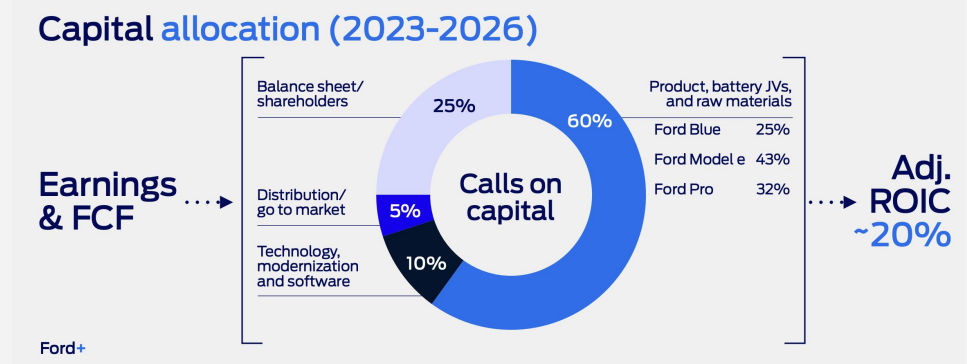 Capital allocation (2023-2026)
Earnings
& FCF
Balance sheet/
shareholders
25%
Distribution/
go to market
5%
Technology,
modernization
and software
10%
Calls on
capital
60%
Product, battery JVs,
and raw materials
Ford Blue 25%
Ford Model e 43%
Ford Pro 32%
Adj.
ROIC
~20%
Ford+